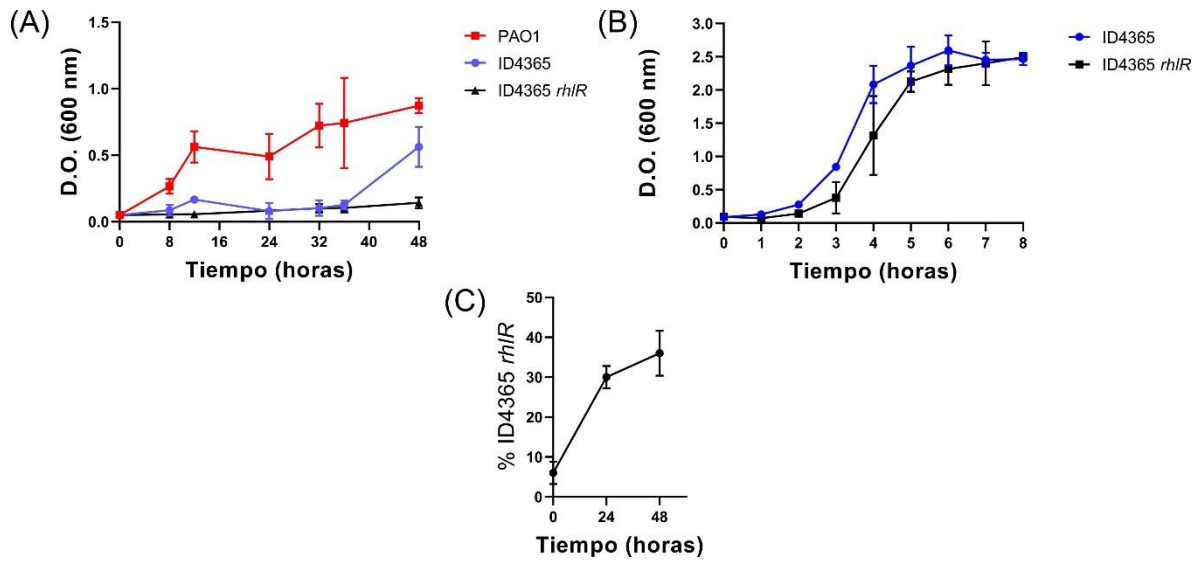 (A)
D.O. (600 nm)
1.5
1.0
0.5
0.0
0 8 16 24 32 40 48
Tiempo (horas)
PAO1
ID4365
ID4365 rhlR
(B)
D.O. (600 nm)
3.0
2.5
2.0
1.5
1.0
0.5
0.0
0 1 2 3 4 5 6 7 8
Tiempo (horas)
ID4365
ID4365 rhlR
(C)
% ID4365 rhlR
50
40
30
20
10
0
0 24 48
Tiempo (horas)